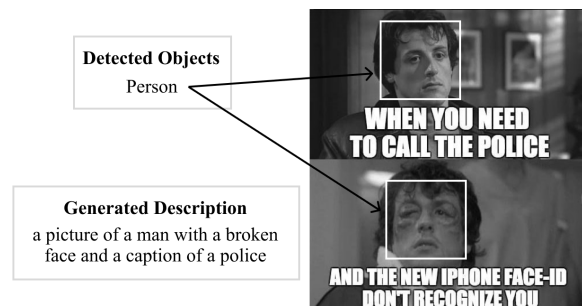 Detected Objects
Person
WHEN YOU NEED
TO CALL THE POLICE
Generated Description
a picture of a man with a broken
face and a caption of a police
AND THE NEW IPHONE FACE-ID
DON'T RECOGNIZE YOU